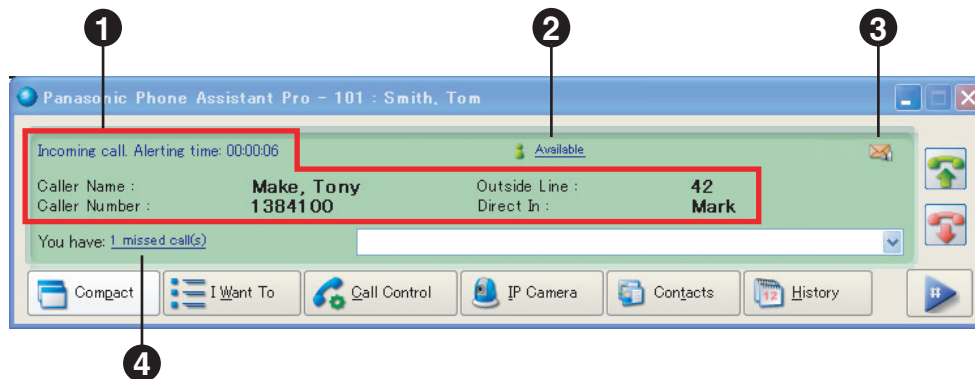 1 2 3
Panasonic Phone Assistant Pro - 101 : Smith, Tom
Incoming call. Alerting time: 00:00:06 Available
Caller Name : Make, Tony Outside Line : 42
Caller Number : 1384100 Direct In : Mark
You have: 1 missed call(s)
Compact I Want To Call Control IP Camera Contacts 12 History #
4